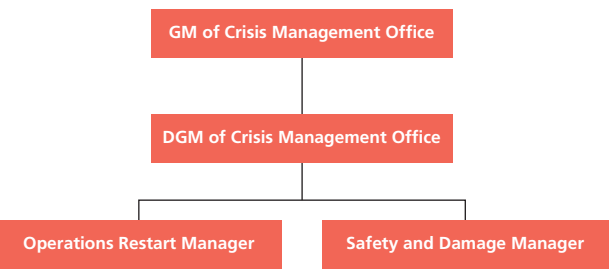 GM of Crisis Management Office
DGM of Crisis Management Office
Operations Restart Manager
Safety and Damage Manager